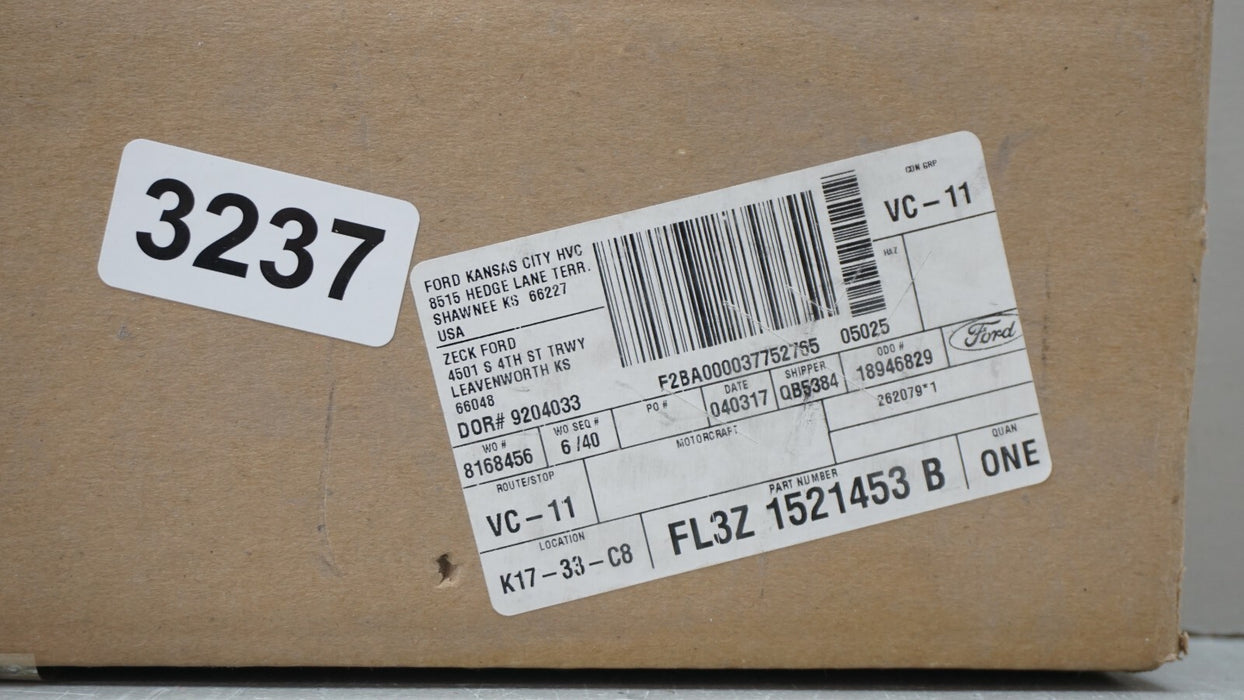 3237
FORD KANSAS CITY HVC
8515 HEDGE LANE TERR.
SHAWNEE KS 66227
USA
ZECK FORD
4501 S 4TH ST TRWY
LEAVENWORTH KS
66048
DOR# 9204033
F2BA000037752765 05025
CON GRP
VC-11
HAZ
Ford
WO #
8168456
WO SEQ #
6/40
PO #
DATE
040317
SHIPPER
QB5384
ODO #
18946829
262079*1
ROUTE/STOP
VC-11
MOTORCRAFT
LOCATION
K17-33-C8
PART NUMBER
FL3Z 1521453 B
QUAN
ONE